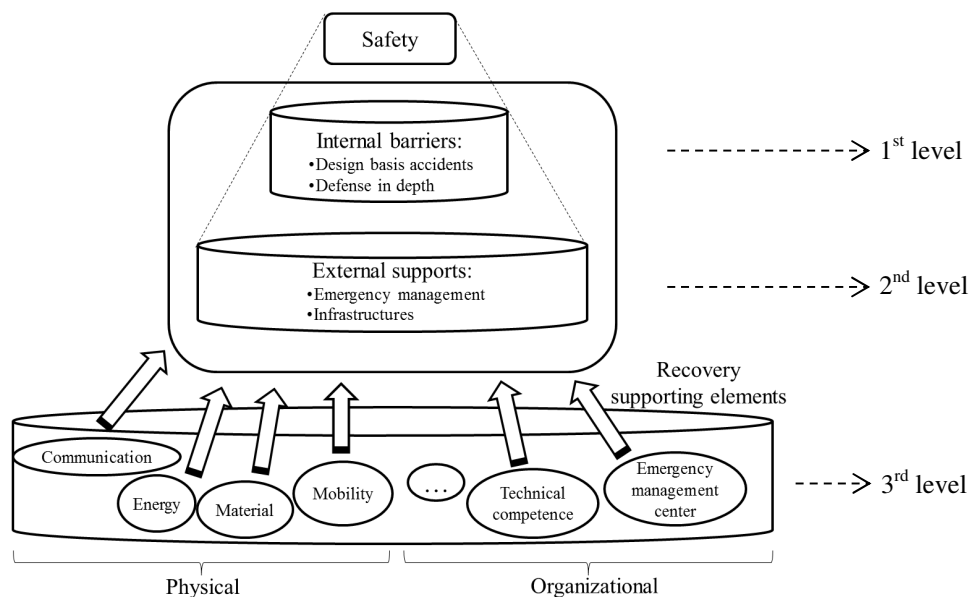 Safety
Internal barriers:
•Design basis accidents
•Defense in depth
1st level
External supports:
•Emergency management
•Infrastructures
2nd level
Recovery
supporting elements
Communication
Energy
Material
Mobility
...
Technical
competence
Emergency
management
center
3rd level
Physical
Organizational